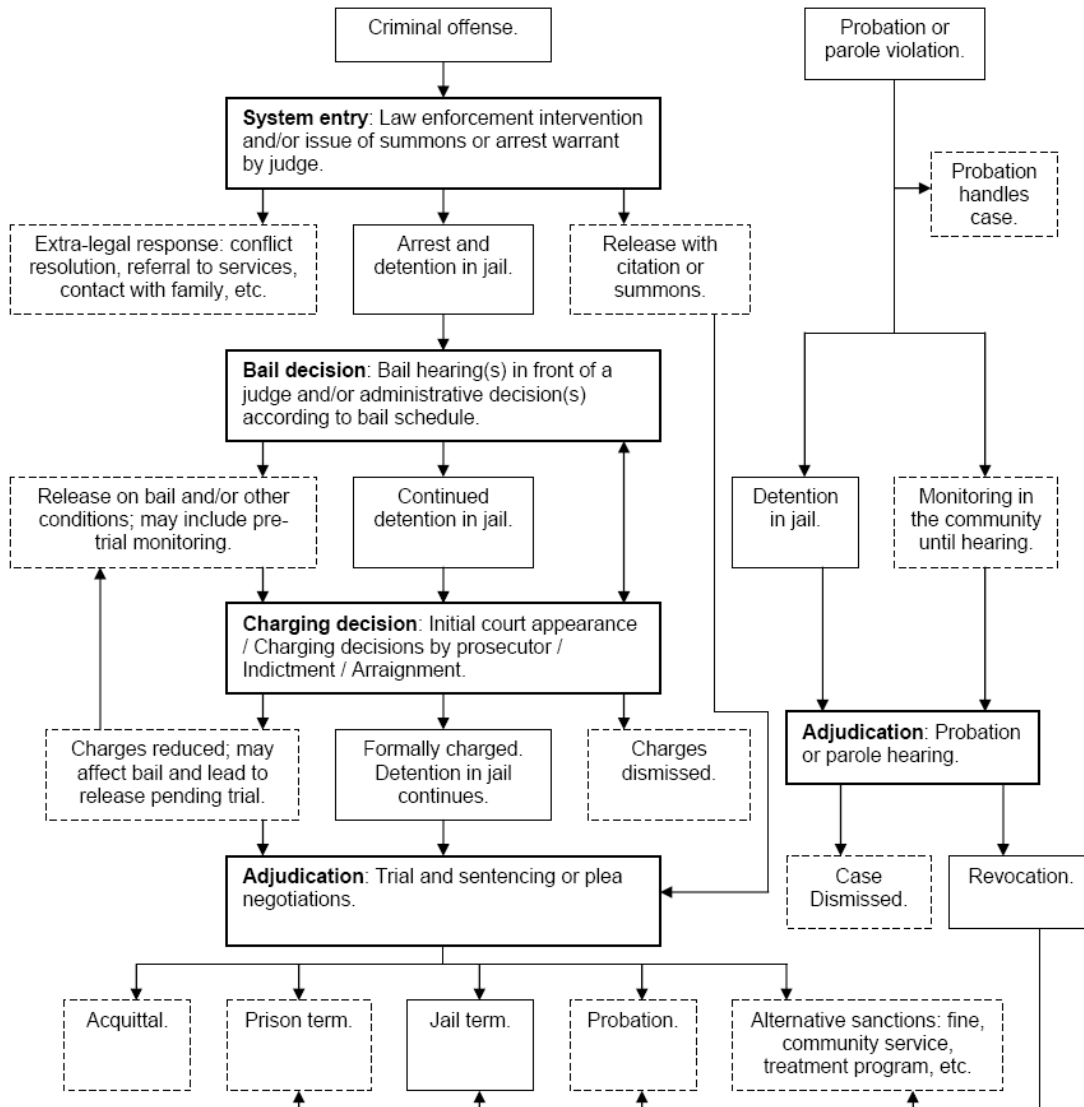 Criminal offense.
Probation or
parole violation.
System entry: Law enforcement intervention
and/or issue of summons or arrest warrant
by judge.
Probation
handles
case.
Extra-legal response: conflict
resolution, referral to services,
contact with family, etc.
Arrest and
detention in jail.
Release with
citation or
summons.
Bail decision: Bail hearing(s) in front of a
judge and/or administrative decision(s)
according to bail schedule.
Release on bail and/or other
conditions; may include pre-
trial monitoring.
Continued
detention in jail.
Detention
in jail.
Monitoring in
the community
until hearing.
Charging decision: Initial court appearance
/ Charging decisions by prosecutor /
Indictment / Arraignment.
Charges reduced; may
affect bail and lead to
release pending trial.
Formally charged.
Detention in jail
continues.
Charges
dismissed.
Adjudication: Probation
or parole hearing.
Adjudication: Trial and sentencing or plea
negotiations.
Case
Dismissed.
Revocation.
Acquittal.
Prison term.
Jail term.
Probation.
Alternative sanctions: fine,
community service,
treatment program, etc.